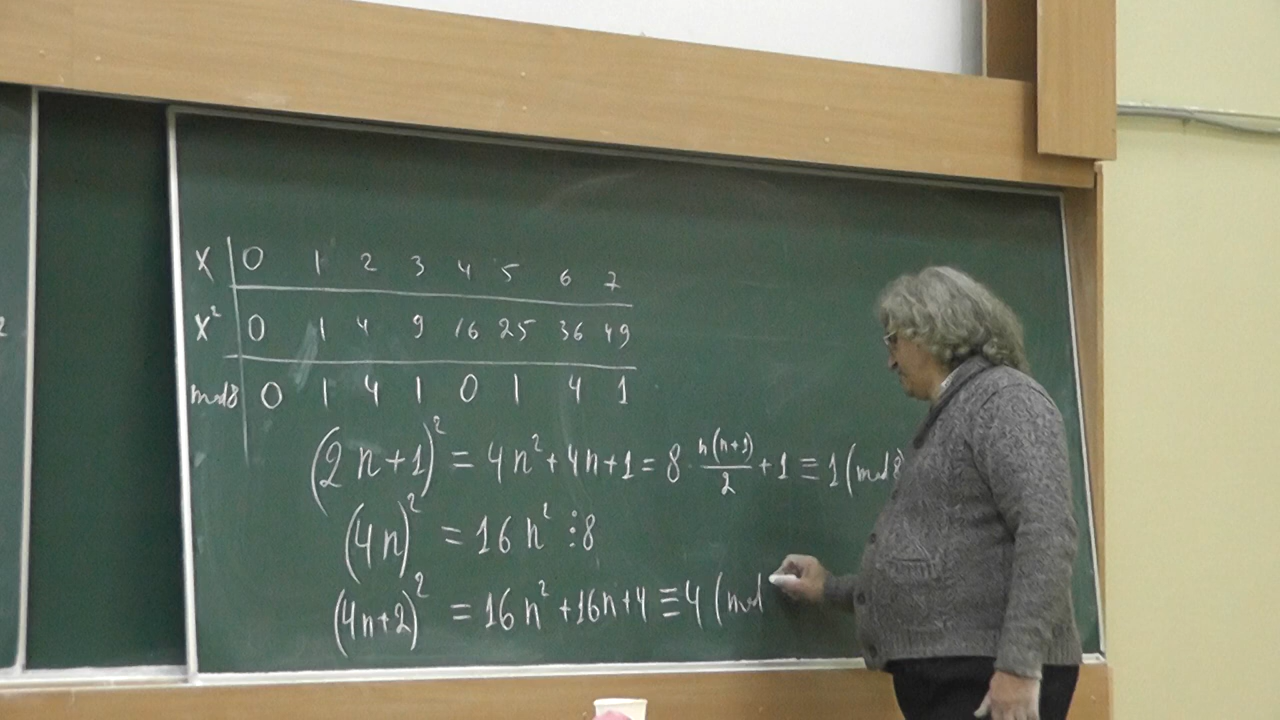 x 0 1 2 3 4 5 6 7
x² 0 1 4 9 16 25 36 49
mod8 0 1 4 1 0 1 4 1
(2n+1)² = 4n²+4n+1 = 8·n(n+1)/2+1 ≡ 1(mod8)
(4n)² = 16n² ⋮8
(4n+2)² = 16n²+16n+4 ≡4 (mod
2